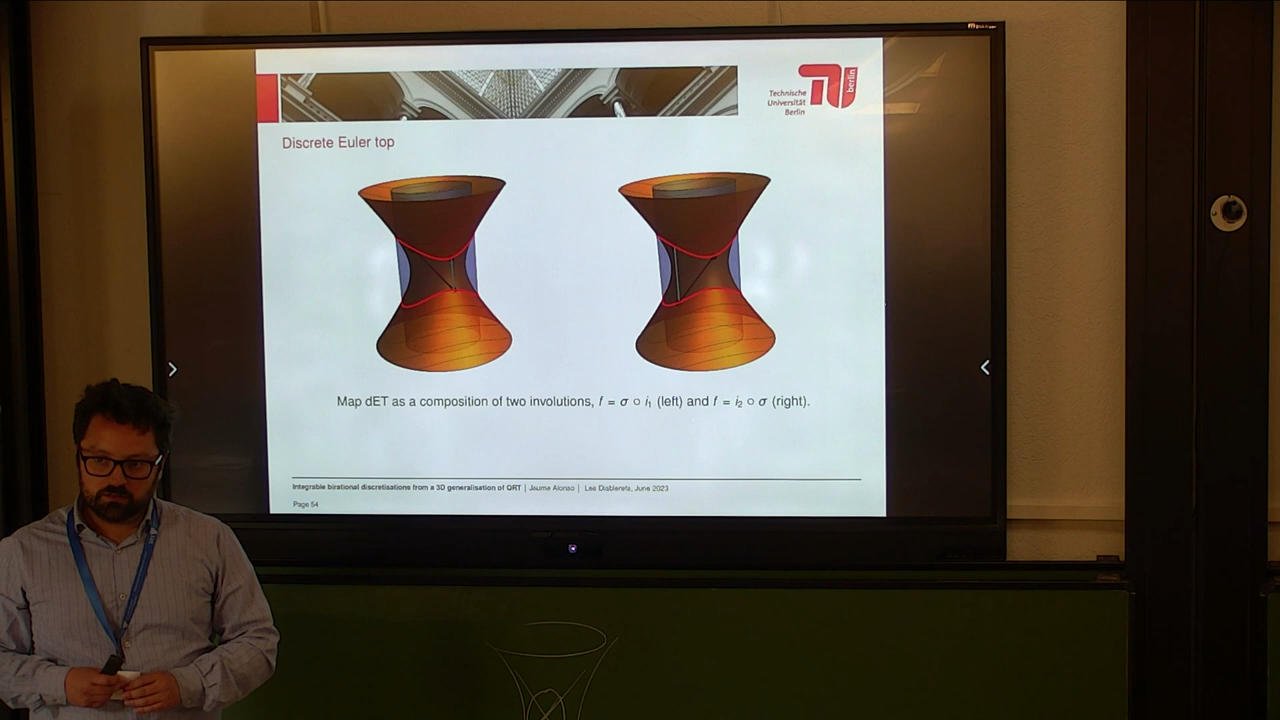 Technische
Universität
Berlin
berlin
Discrete Euler top
Map dET as a composition of two involutions, f = σ ∘ i₁ (left) and f = i₂ ∘ σ (right).
Integrable birational discretisations from a 3D generalisation of QRT | Jaume Alonso | Les Diablerets, June 2023
Page 54